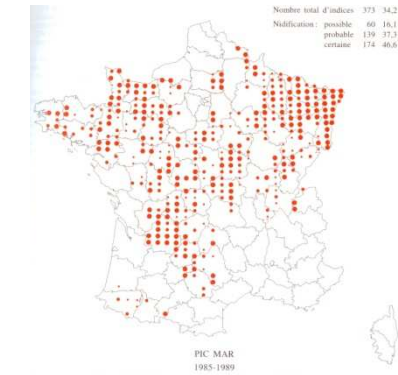 Nombre total d'indices 373 34,2
Nidification : possible 60 16,1
probable 139 37,3
certaine 174 46,6
PIC MAR
1985-1989